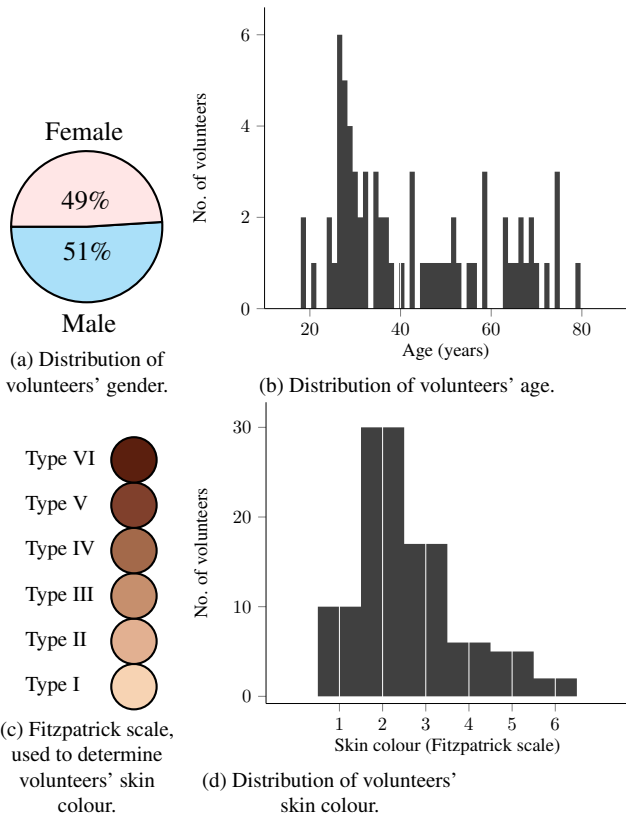 Female
49%
51%
Male
(a) Distribution of
volunteers' gender.
No. of volunteers
6
4
2
0
20 40 60 80
Age (years)
(b) Distribution of volunteers' age.
Type VI
Type V
Type IV
Type III
Type II
Type I
(c) Fitzpatrick scale,
used to determine
volunteers' skin
colour.
No. of volunteers
30
20
10
0
1 2 3 4 5 6
Skin colour (Fitzpatrick scale)
(d) Distribution of volunteers'
skin colour.